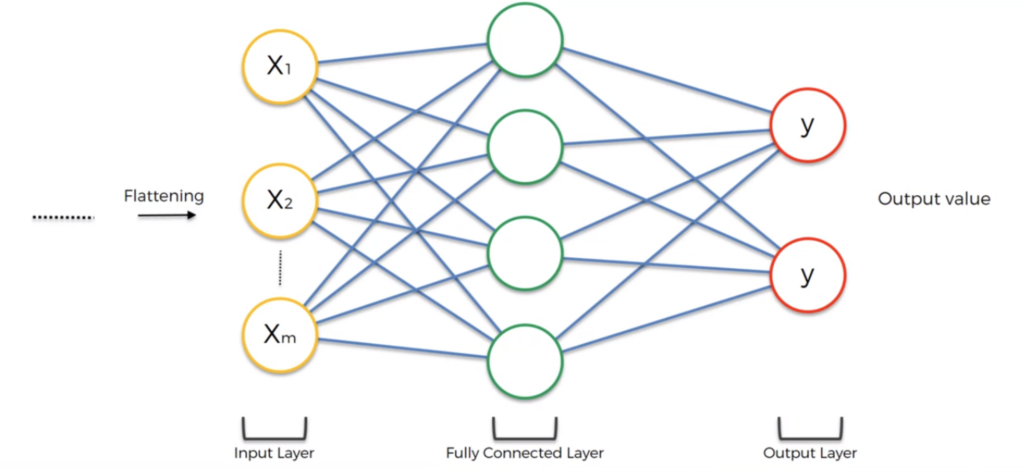 Flattening
X1
X2
Xm
y
y
Output value
Input Layer
Fully Connected Layer
Output Layer